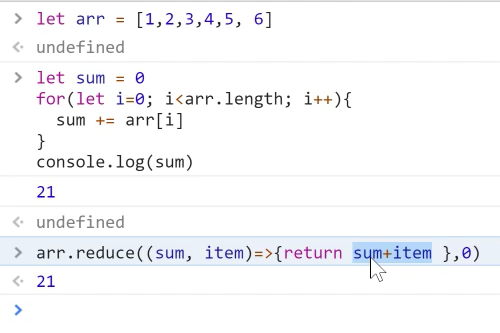 let arr = [1,2,3,4,5, 6]
undefined
let sum = 0
for(let i=0; i<arr.length; i++){
  sum += arr[i]
}
console.log(sum)
21
undefined
arr.reduce((sum, item)=>{return sum+item },0)
21